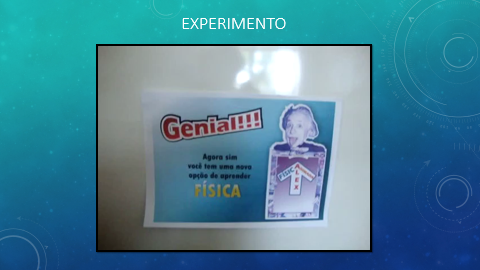 EXPERIMENTO
Genial!!!
Agora sim
você tem uma nova
opção de aprender
FÍSICA